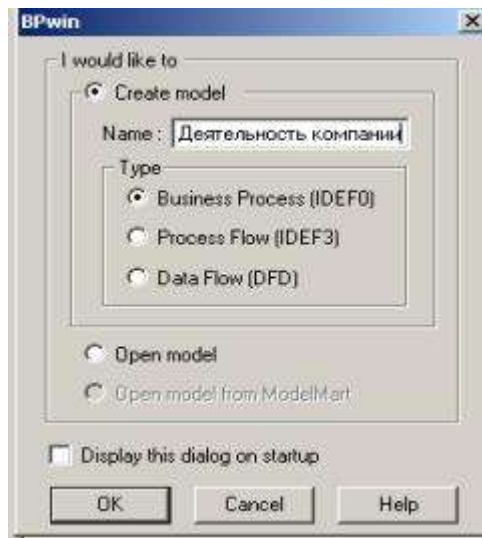 BPwin
I would like to
Create model
Name : Деятельность компании
Type
Business Process (IDEF0)
Process Flow (IDEF3)
Data Flow (DFD)
Open model
Open model from ModelMart
Display this dialog on startup
OK Cancel Help